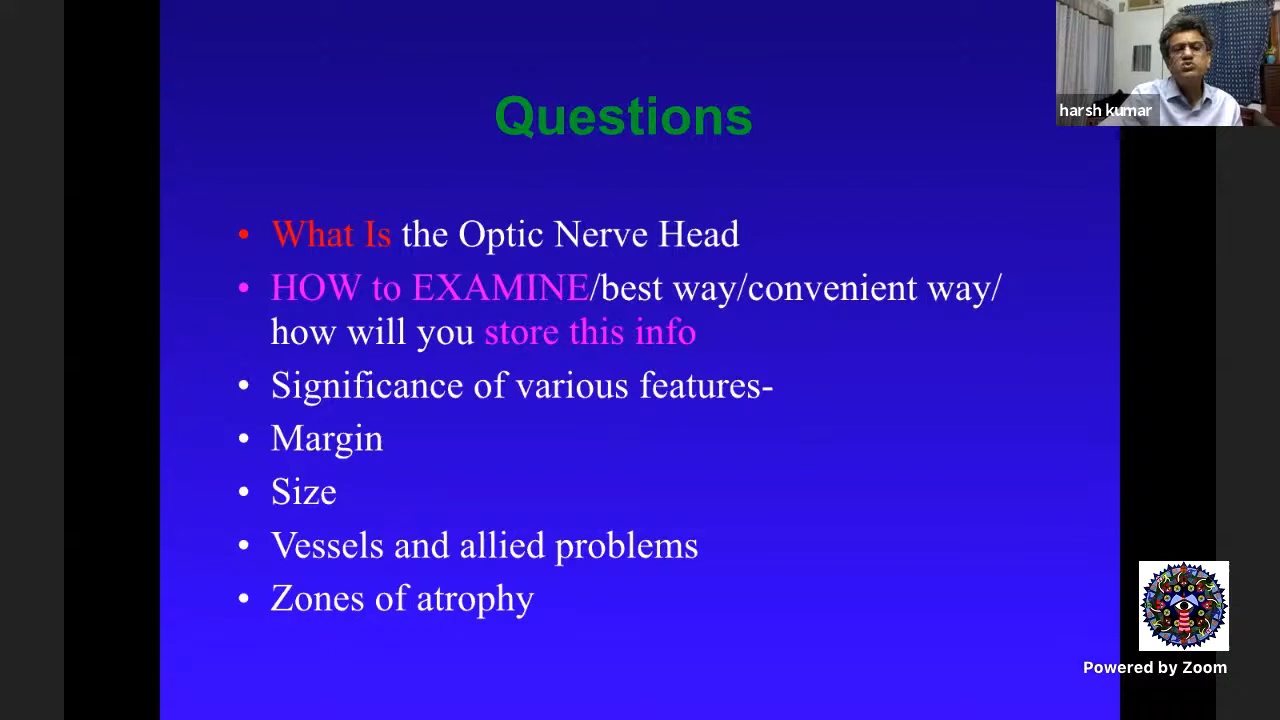 Questions
harsh kumar
• What Is the Optic Nerve Head
• HOW to EXAMINE/best way/convenient way/
how will you store this info
• Significance of various features-
• Margin
• Size
• Vessels and allied problems
• Zones of atrophy
Powered by Zoom